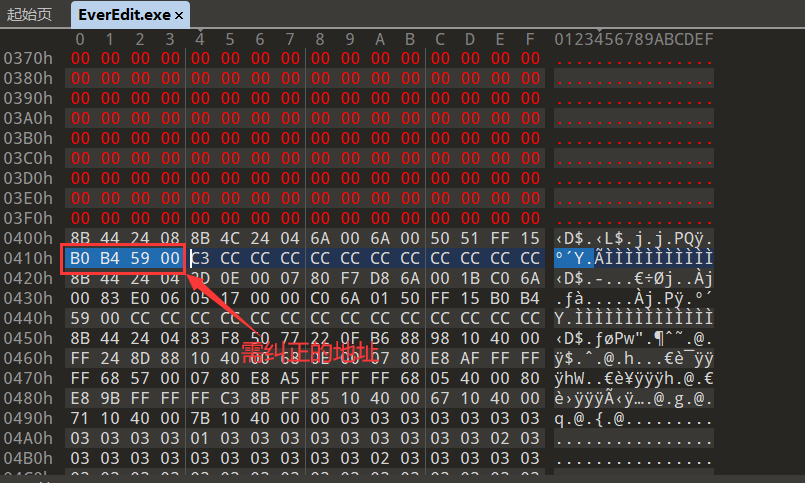 起始页 EverEdit.exe ×
0 1 2 3 4 5 6 7 8 9 A B C D E F 0123456789ABCDEF
0370h 00 00 00 00 00 00 00 00 00 00 00 00 00 00 00 00 ................
0380h 00 00 00 00 00 00 00 00 00 00 00 00 00 00 00 00 ................
0390h 00 00 00 00 00 00 00 00 00 00 00 00 00 00 00 00 ................
03A0h 00 00 00 00 00 00 00 00 00 00 00 00 00 00 00 00 ................
03B0h 00 00 00 00 00 00 00 00 00 00 00 00 00 00 00 00 ................
03C0h 00 00 00 00 00 00 00 00 00 00 00 00 00 00 00 00 ................
03D0h 00 00 00 00 00 00 00 00 00 00 00 00 00 00 00 00 ................
03E0h 00 00 00 00 00 00 00 00 00 00 00 00 00 00 00 00 ................
03F0h 00 00 00 00 00 00 00 00 00 00 00 00 00 00 00 00 ................
0400h 8B 44 24 08 8B 4C 24 04 6A 00 6A 00 50 51 FF 15 ‹D$.‹L$.j.j.PQÿ.
0410h B0 B4 59 00 C3 CC CC CC CC CC CC CC CC CC CC CC °´Y.ÃÌÌÌÌÌÌÌÌÌÌÌ
0420h 8B 44 24 04 2D 0E 00 07 80 F7 D8 6A 00 1B C0 6A ‹D$.-...€÷Øj..Àj
0430h 00 83 E0 06 05 17 00 00 C0 6A 01 50 FF 15 B0 B4 .ƒà.....Àj.Pÿ.°´
0440h 59 00 CC CC CC CC CC CC CC CC CC CC CC CC CC CC Y.ÌÌÌÌÌÌÌÌÌÌÌÌÌÌ
0450h 8B 44 24 04 83 F8 50 77 22 0F B6 88 98 10 40 00 ‹D$.ƒøPw".¶ˆ˜.@.
需纠正的地址
0460h FF 24 8D 88 10 40 00 68 0E 00 07 80 E8 AF FF FF ÿ$.ˆ.@.h...€è¯ÿÿ
0470h FF 68 57 00 07 80 E8 A5 FF FF FF 68 05 40 00 80 ÿhW..€è¥ÿÿÿh.@.€
0480h E8 9B FF FF FF C3 8B FF 85 10 40 00 67 10 40 00 è›ÿÿÿÃ‹ÿ….@.g.@.
0490h 71 10 40 00 7B 10 40 00 00 03 03 03 03 03 03 03 q.@.{.@.........
04A0h 03 03 03 03 01 03 03 03 03 03 03 03 03 03 02 03 ................
04B0h 03 03 03 03 03 03 03 03 03 03 02 03 03 03 03 03 ................